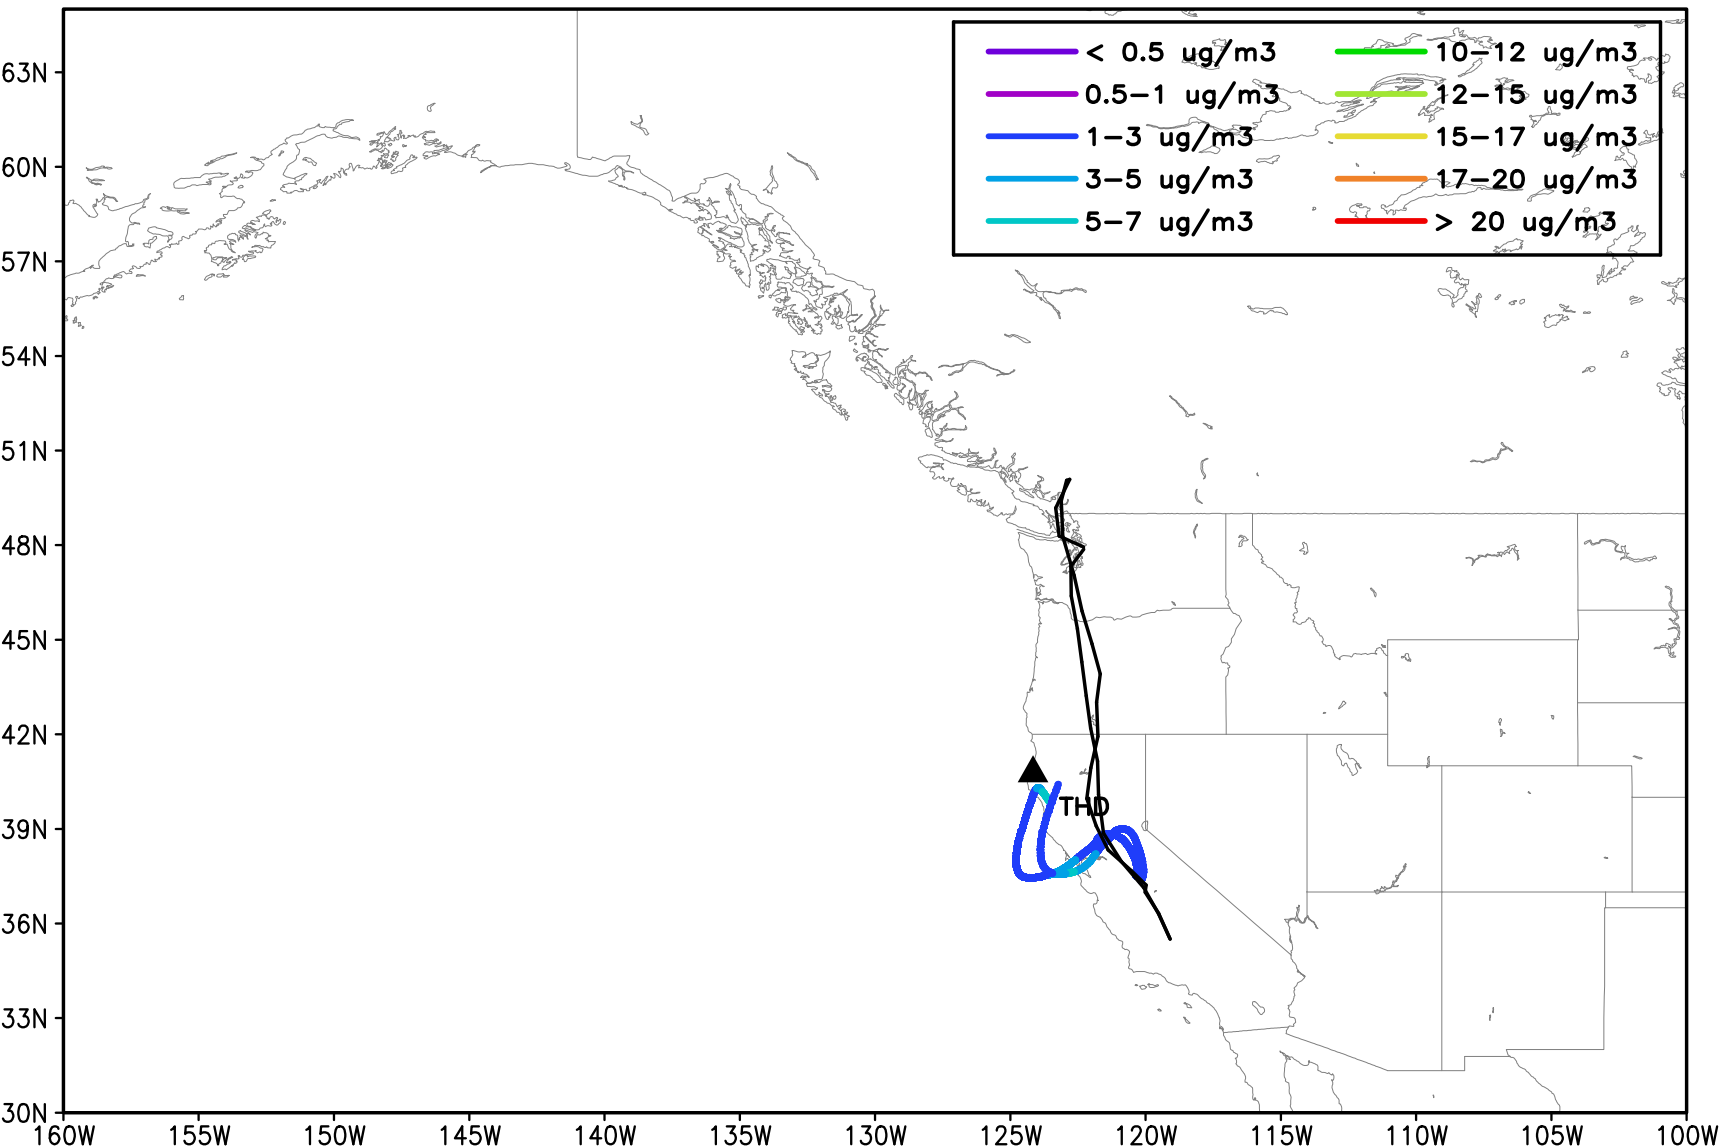 < 0.5 ug/m3
0.5-1 ug/m3
1-3 ug/m3
3-5 ug/m3
5-7 ug/m3
10-12 ug/m3
12-15 ug/m3
15-17 ug/m3
17-20 ug/m3
> 20 ug/m3
63N
60N
57N
54N
51N
48N
45N
42N
39N
36N
33N
30N
THD
160W 155W 150W 145W 140W 135W 130W 125W 120W 115W 110W 105W 100W